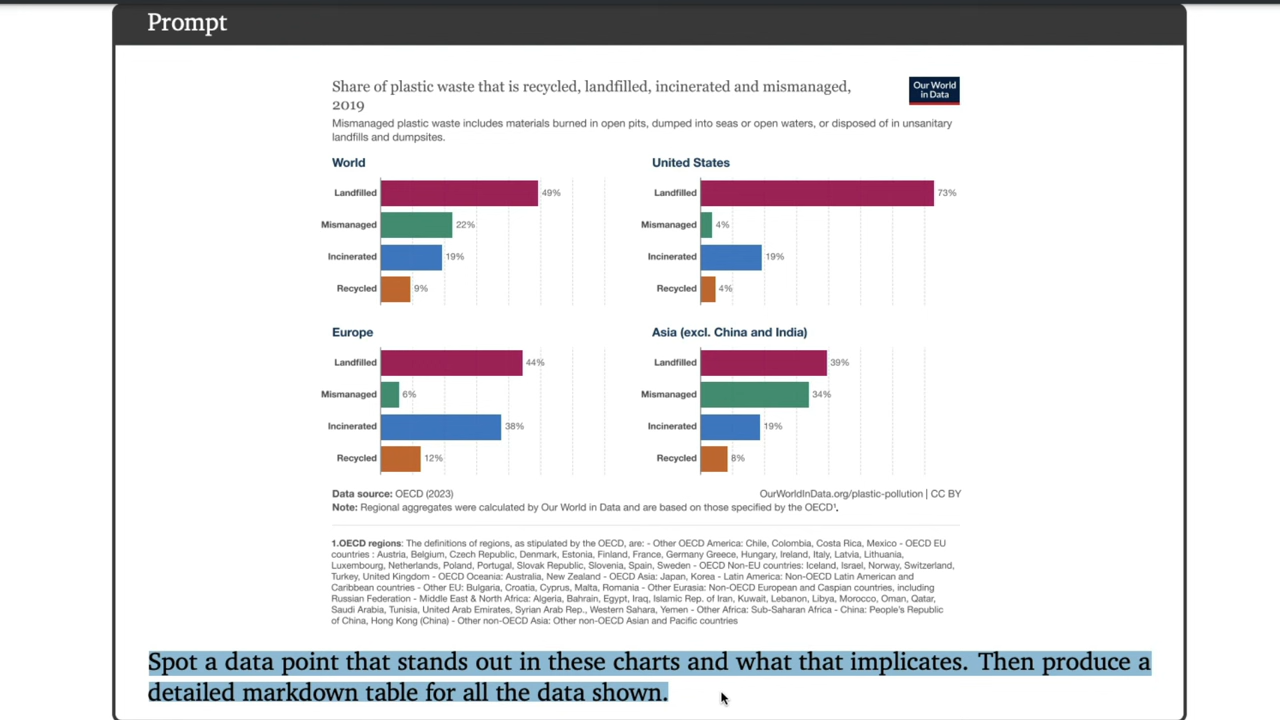 Prompt
Share of plastic waste that is recycled, landfilled, incinerated and mismanaged,
2019
Our World
in Data
Mismanaged plastic waste includes materials burned in open pits, dumped into seas or open waters, or disposed of in unsanitary
landfills and dumpsites.
World
Landfilled 49%
Mismanaged 22%
Incinerated 19%
Recycled 9%
United States
Landfilled 73%
Mismanaged 4%
Incinerated 19%
Recycled 4%
Europe
Landfilled 44%
Mismanaged 6%
Incinerated 38%
Recycled 12%
Asia (excl. China and India)
Landfilled 39%
Mismanaged 34%
Incinerated 19%
Recycled 8%
Data source: OECD (2023)
OurWorldInData.org/plastic-pollution | CC BY
Note: Regional aggregates were calculated by Our World in Data and are based on those specified by the OECD¹.
1.OECD regions: The definitions of regions, as stipulated by the OECD, are: - Other OECD America: Chile, Colombia, Costa Rica, Mexico - OECD EU
countries : Austria, Belgium, Czech Republic, Denmark, Estonia, Finland, France, Germany Greece, Hungary, Ireland, Italy, Latvia, Lithuania,
Luxembourg, Netherlands, Poland, Portugal, Slovak Republic, Slovenia, Spain, Sweden - OECD Non-EU countries: Iceland, Israel, Norway, Switzerland,
Turkey, United Kingdom - OECD Oceania: Australia, New Zealand - OECD Asia: Japan, Korea - Latin America: Non-OECD Latin American and
Caribbean countries - Other EU: Bulgaria, Croatia, Cyprus, Malta, Romania - Other Eurasia: Non-OECD European and Caspian countries, including
Russian Federation - Middle East & North Africa: Algeria, Bahrain, Egypt, Iraq, Islamic Rep. of Iran, Kuwait, Lebanon, Libya, Morocco, Oman, Qatar,
Saudi Arabia, Tunisia, United Arab Emirates, Syrian Arab Rep., Western Sahara, Yemen - Other Africa: Sub-Saharan Africa - China: People's Republic
of China, Hong Kong (China) - Other non-OECD Asia: Other non-OECD Asian and Pacific countries
Spot a data point that stands out in these charts and what that implicates. Then produce a
detailed markdown table for all the data shown.